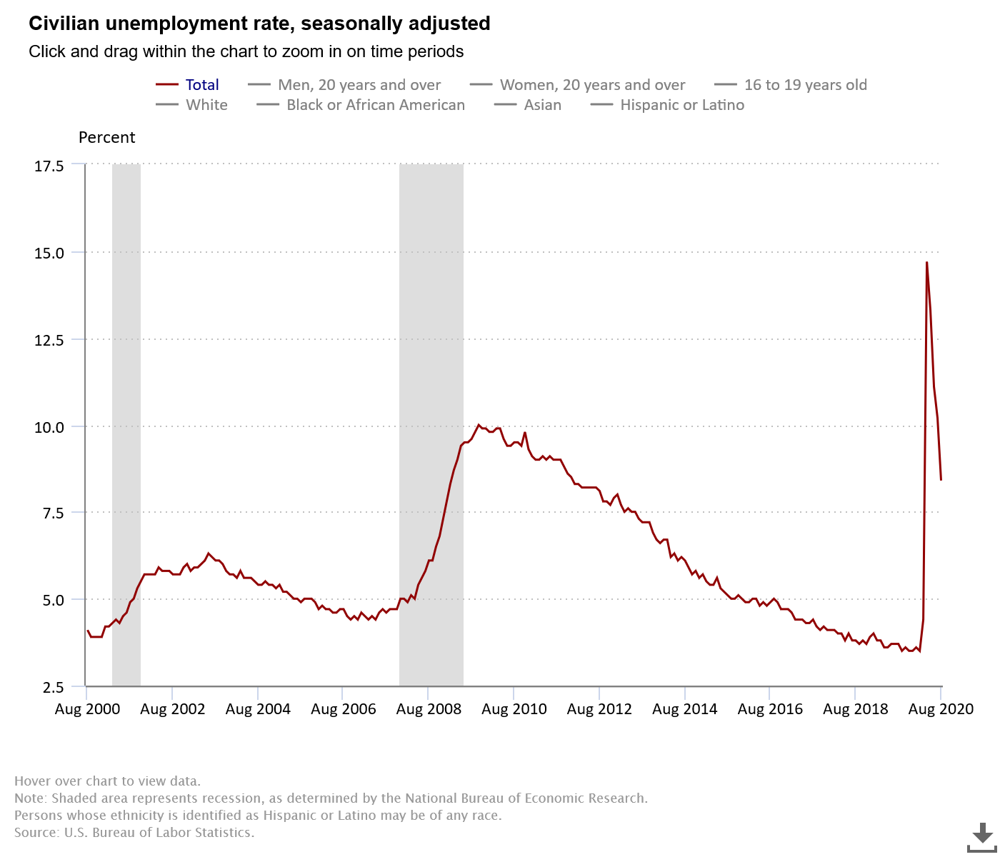 Civilian unemployment rate, seasonally adjusted
Click and drag within the chart to zoom in on time periods
Total Men, 20 years and over Women, 20 years and over 16 to 19 years old
White Black or African American Asian Hispanic or Latino
Percent
17.5
15.0
12.5
10.0
7.5
5.0
2.5
Aug 2000 Aug 2002 Aug 2004 Aug 2006 Aug 2008 Aug 2010 Aug 2012 Aug 2014 Aug 2016 Aug 2018 Aug 2020
Hover over chart to view data.
Note: Shaded area represents recession, as determined by the National Bureau of Economic Research.
Persons whose ethnicity is identified as Hispanic or Latino may be of any race.
Source: U.S. Bureau of Labor Statistics.